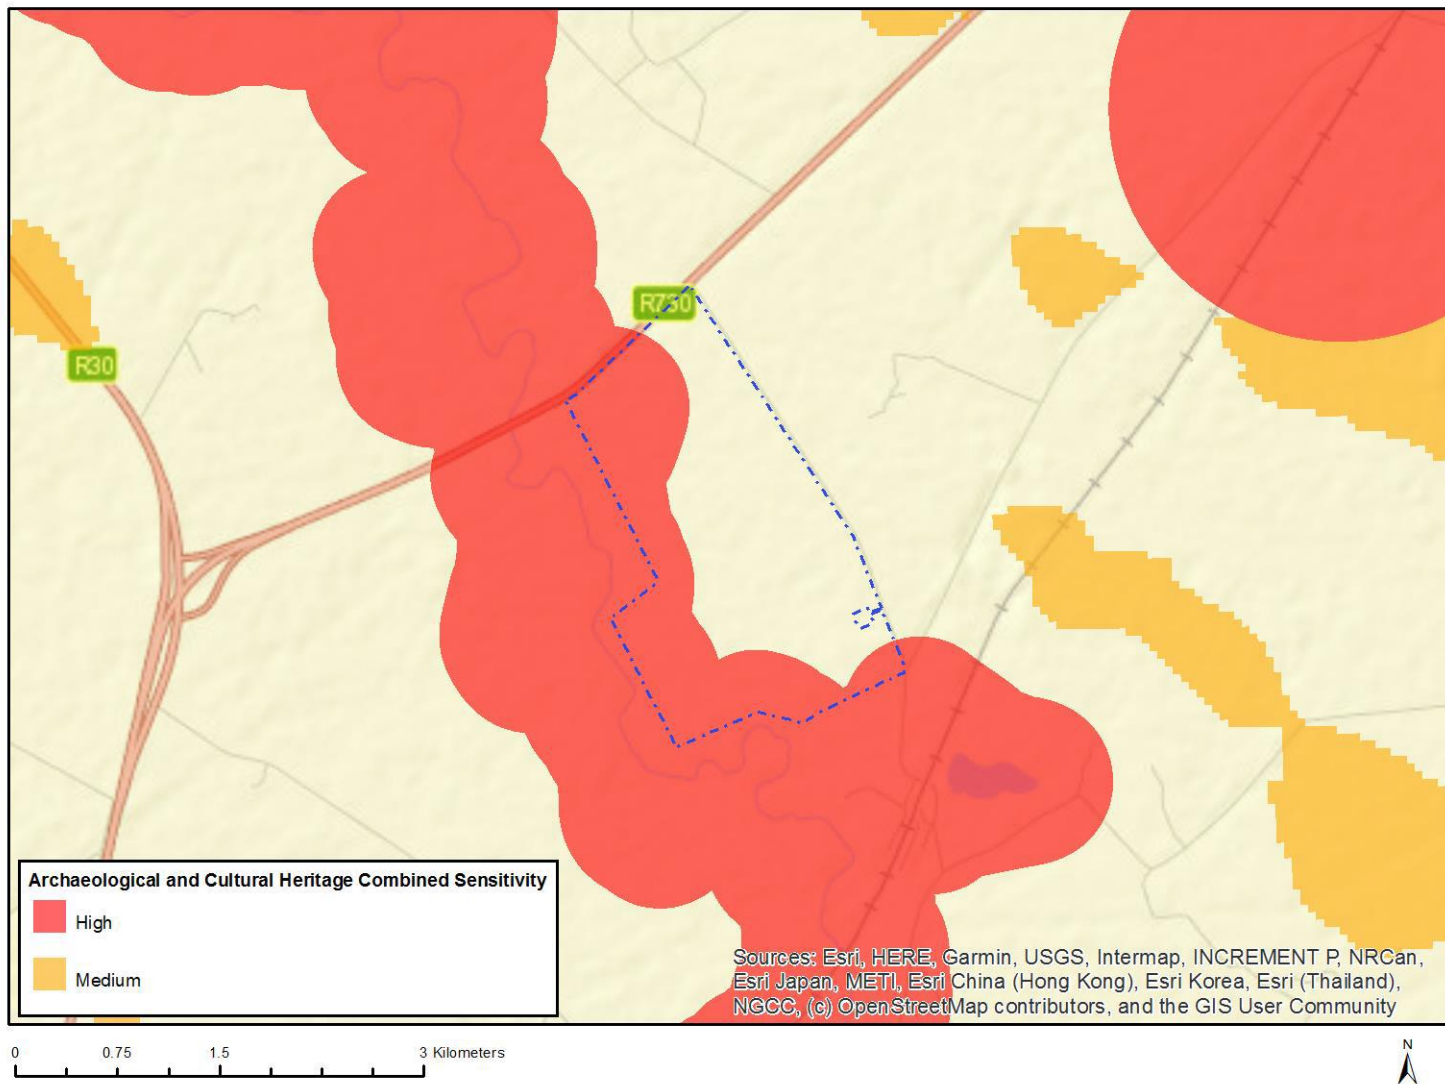 R730
R30
Archaeological and Cultural Heritage Combined Sensitivity
High
Medium
Sources: Esri, HERE, Garmin, USGS, Intermap, INCREMENT P, NRCan,
Esri Japan, METI, Esri China (Hong Kong), Esri Korea, Esri (Thailand),
NGCC, (c) OpenStreetMap contributors, and the GIS User Community
0 0.75 1.5 3 Kilometers
N